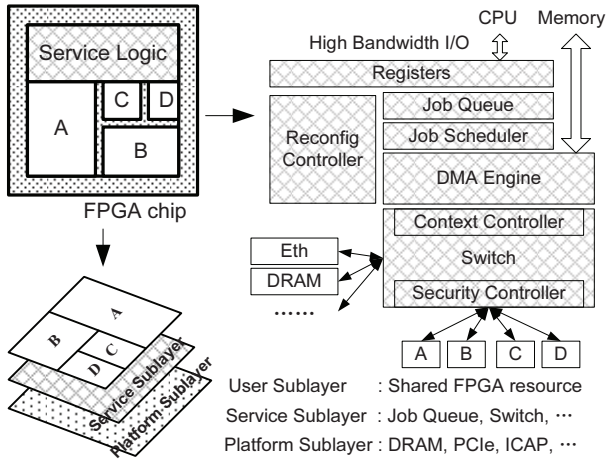 CPU Memory
High Bandwidth I/O
Service Logic
Registers
C D
A
B
Job Queue
Reconfig
Controller
Job Scheduler
DMA Engine
FPGA chip
Context Controller
Eth
Switch
DRAM
......
Security Controller
A
B
C
D
A B C D
Service Sublayer
Platform Sublayer
User Sublayer : Shared FPGA resource
Service Sublayer : Job Queue, Switch, ...
Platform Sublayer : DRAM, PCIe, ICAP, ...